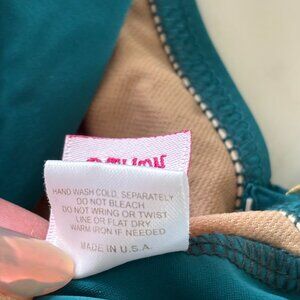 HAND WASH COLD. SEPARATELY
DO NOT BLEACH
DO NOT WRING OR TWIST
LINE OR FLAT DRY
WARM IRON IF NEEDED
MADE IN U.S.A.